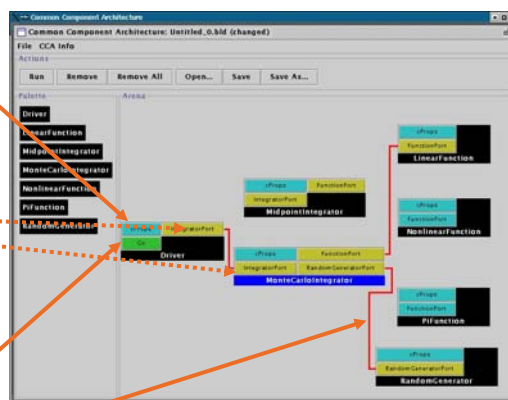 Common Component Architecture
Common Component Architecture: Untitled_0.bld (changed)
File CCA Info
Actions
Run Remove Remove All Open... Save Save As...
Palette
Arena
Driver
LinearFunction
MidpointIntegrator
MonteCarloIntegrator
NonlinearFunction
PiFunction
RandomGenerator
cProps
IntegratorPort
Go
Driver
cProps FunctionPort
IntegratorPort
MidpointIntegrator
cProps FunctionPort
IntegratorPort RandomGeneratorPort
MonteCarloIntegrator
cProps
FunctionPort
LinearFunction
cProps
FunctionPort
NonlinearFunction
cProps
FunctionPort
PiFunction
cProps
RandomGeneratorPort
RandomGenerator